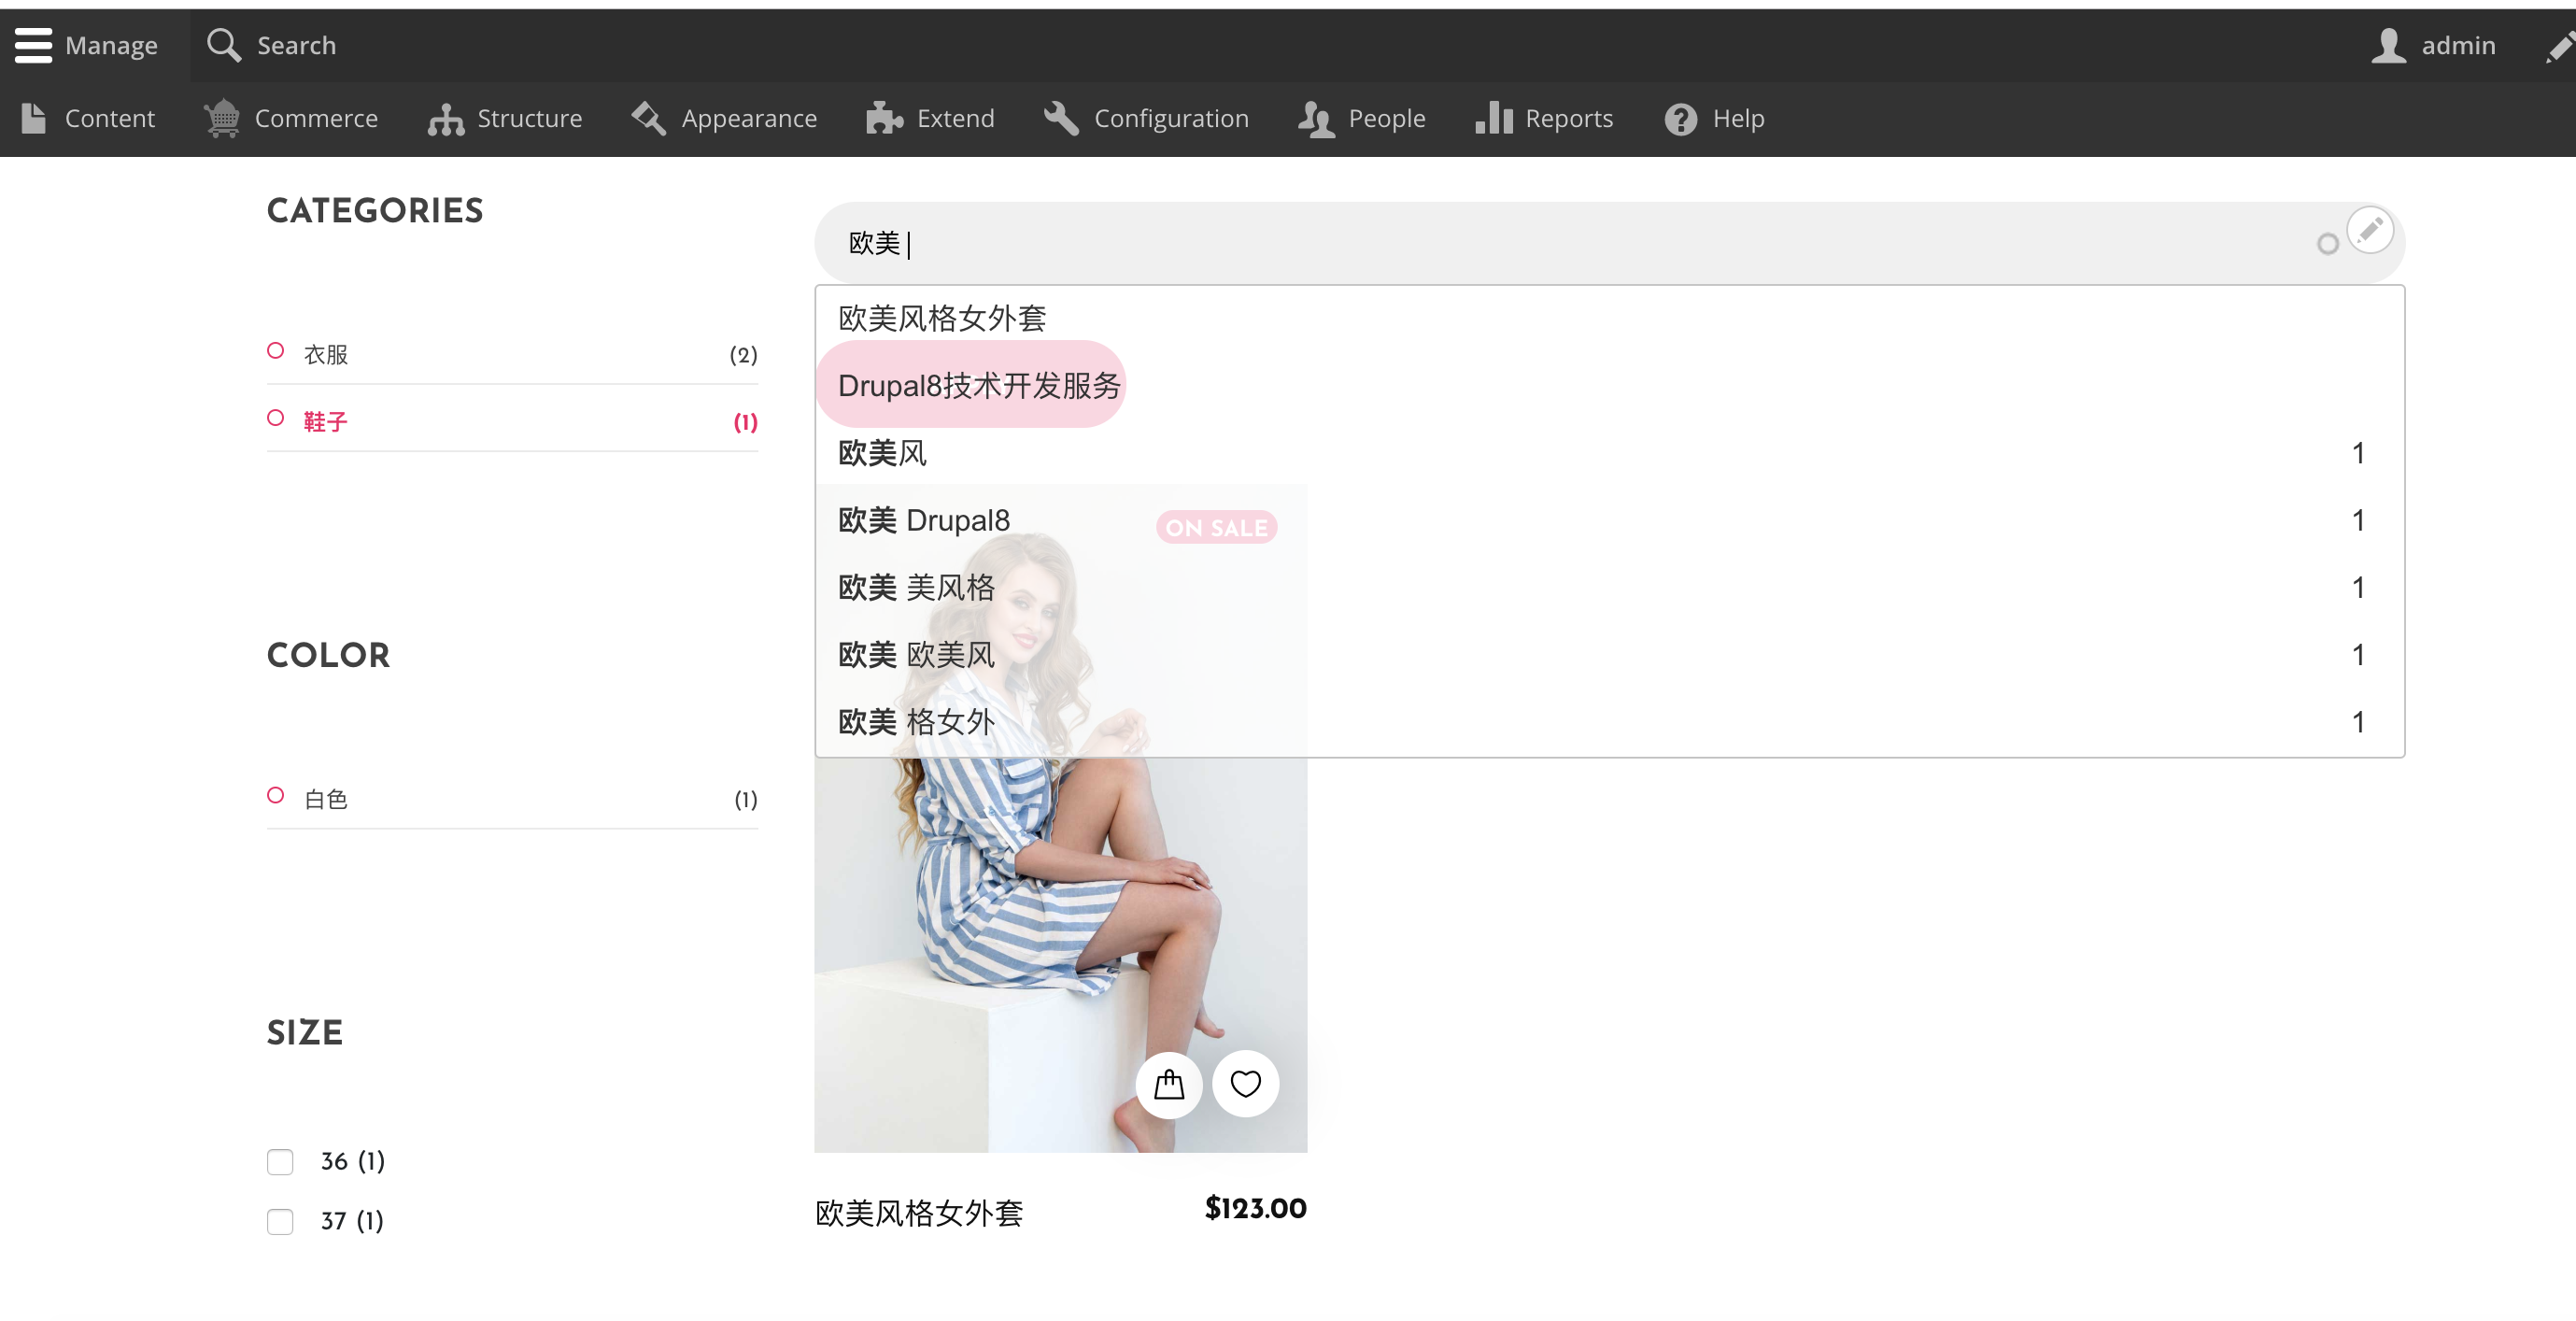 Manage Search admin
Content Commerce Structure Appearance Extend Configuration People Reports Help
CATEGORIES
衣服 (2)
鞋子 (1)
COLOR
白色 (1)
SIZE
36 (1)
37 (1)
欧美
欧美风格女外套
Drupal8技术开发服务
欧美风 1
欧美 Drupal8 1
ON SALE
欧美 美风格 1
欧美 欧美风 1
欧美 格女外 1
欧美风格女外套 $123.00